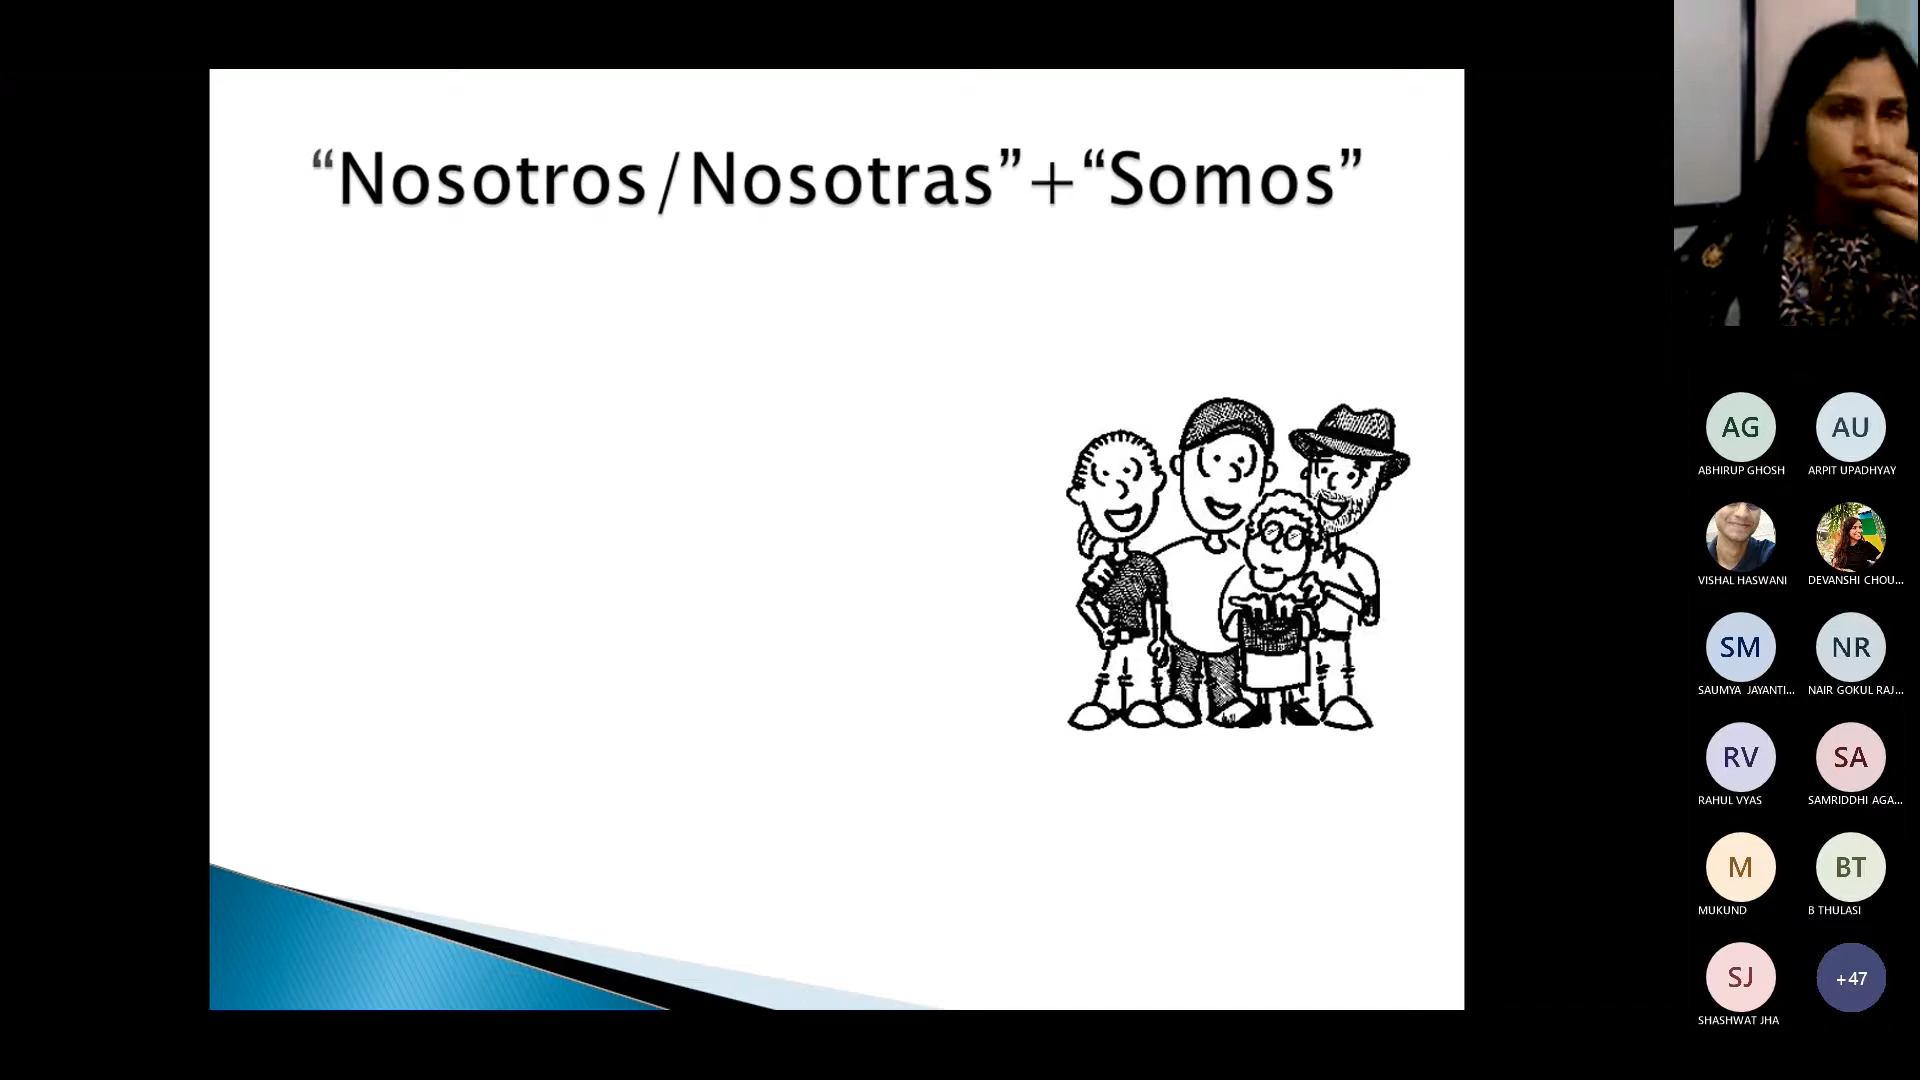 “Nosotros/Nosotras”+“Somos”
AG
AU
ABHIRUP GHOSH
ARPIT UPADHYAY
VISHAL HASWANI
DEVANSHI CHOU...
SM
NR
SAUMYA JAYANTI...
NAIR GOKUL RAJ...
RV
SA
RAHUL VYAS
SAMRIDDHI AGA...
M
BT
MUKUND
B THULASI
SJ
+47
SHASHWAT JHA